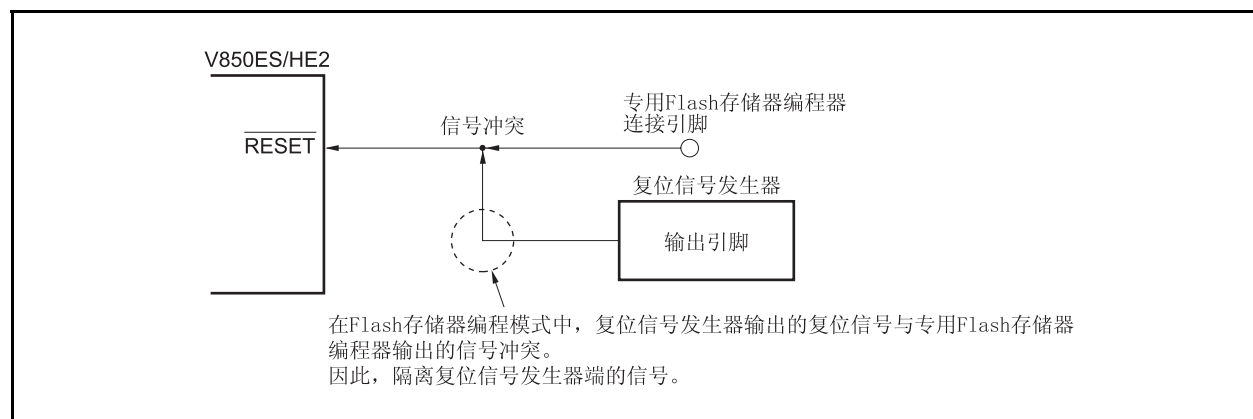 V850ES/HE2
RESET
信号冲突
专用Flash存储器编程器
连接引脚
复位信号发生器
输出引脚
在Flash存储器编程模式中，复位信号发生器输出的复位信号与专用Flash存储器
编程器输出的信号冲突。
因此，隔离复位信号发生器端的信号。